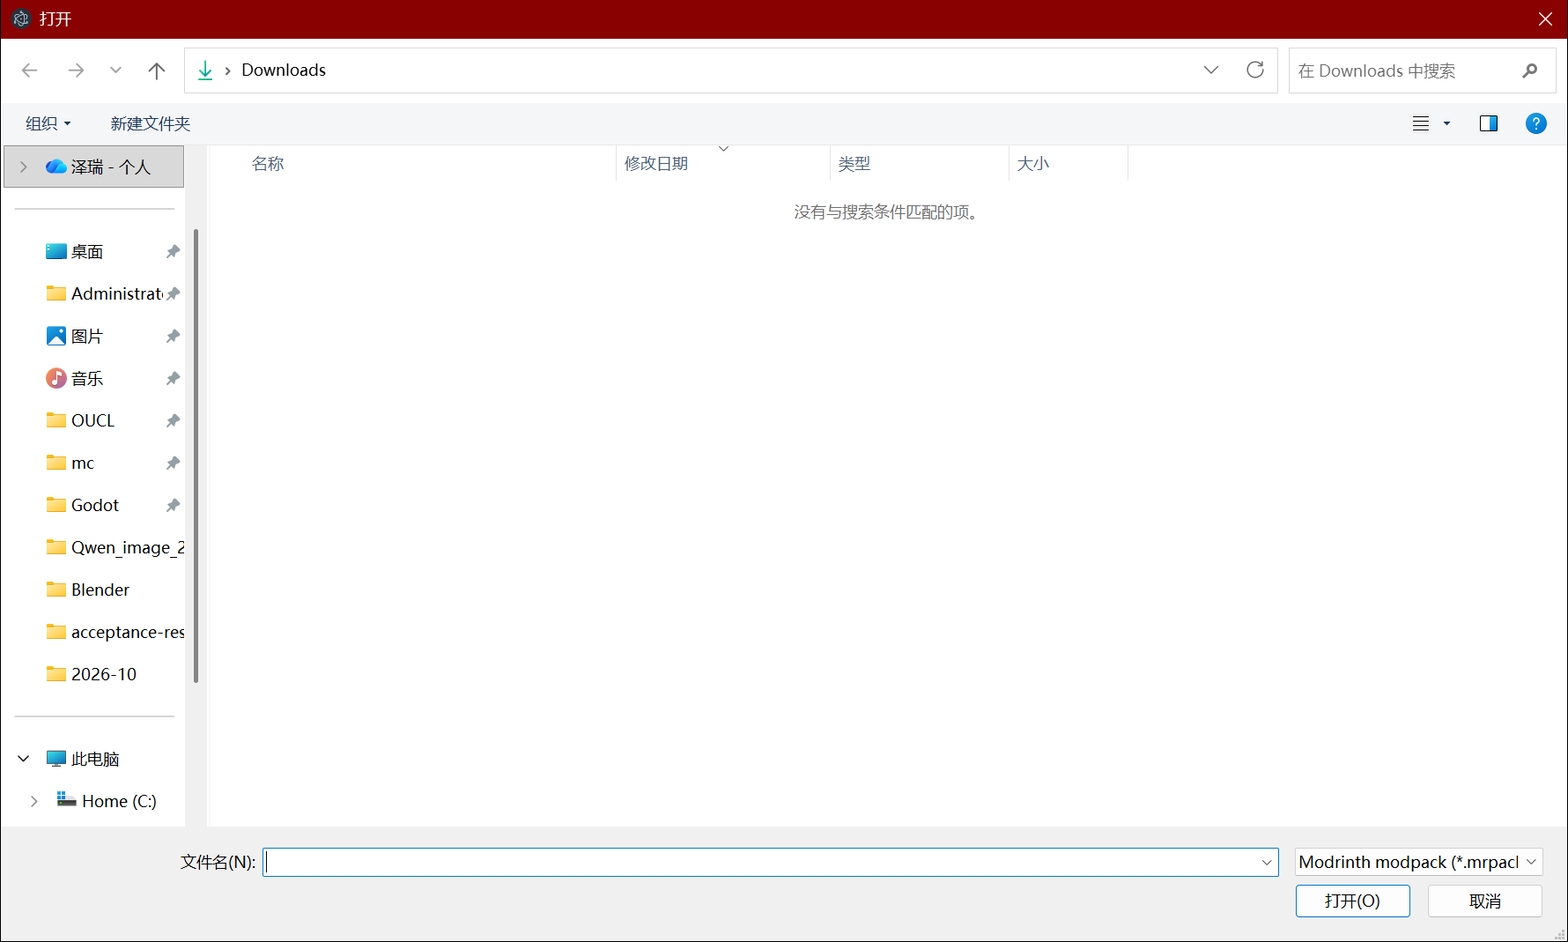 打开
Downloads
在 Downloads 中搜索
组织
新建文件夹
泽瑞 - 个人
名称
修改日期
类型
大小
没有与搜索条件匹配的项。
桌面
Administrat
图片
音乐
OUCL
mc
Godot
Qwen_image_2
Blender
acceptance-res
2026-10
此电脑
Home (C:)
文件名(N):
Modrinth modpack (*.mrpacl
打开(O)
取消